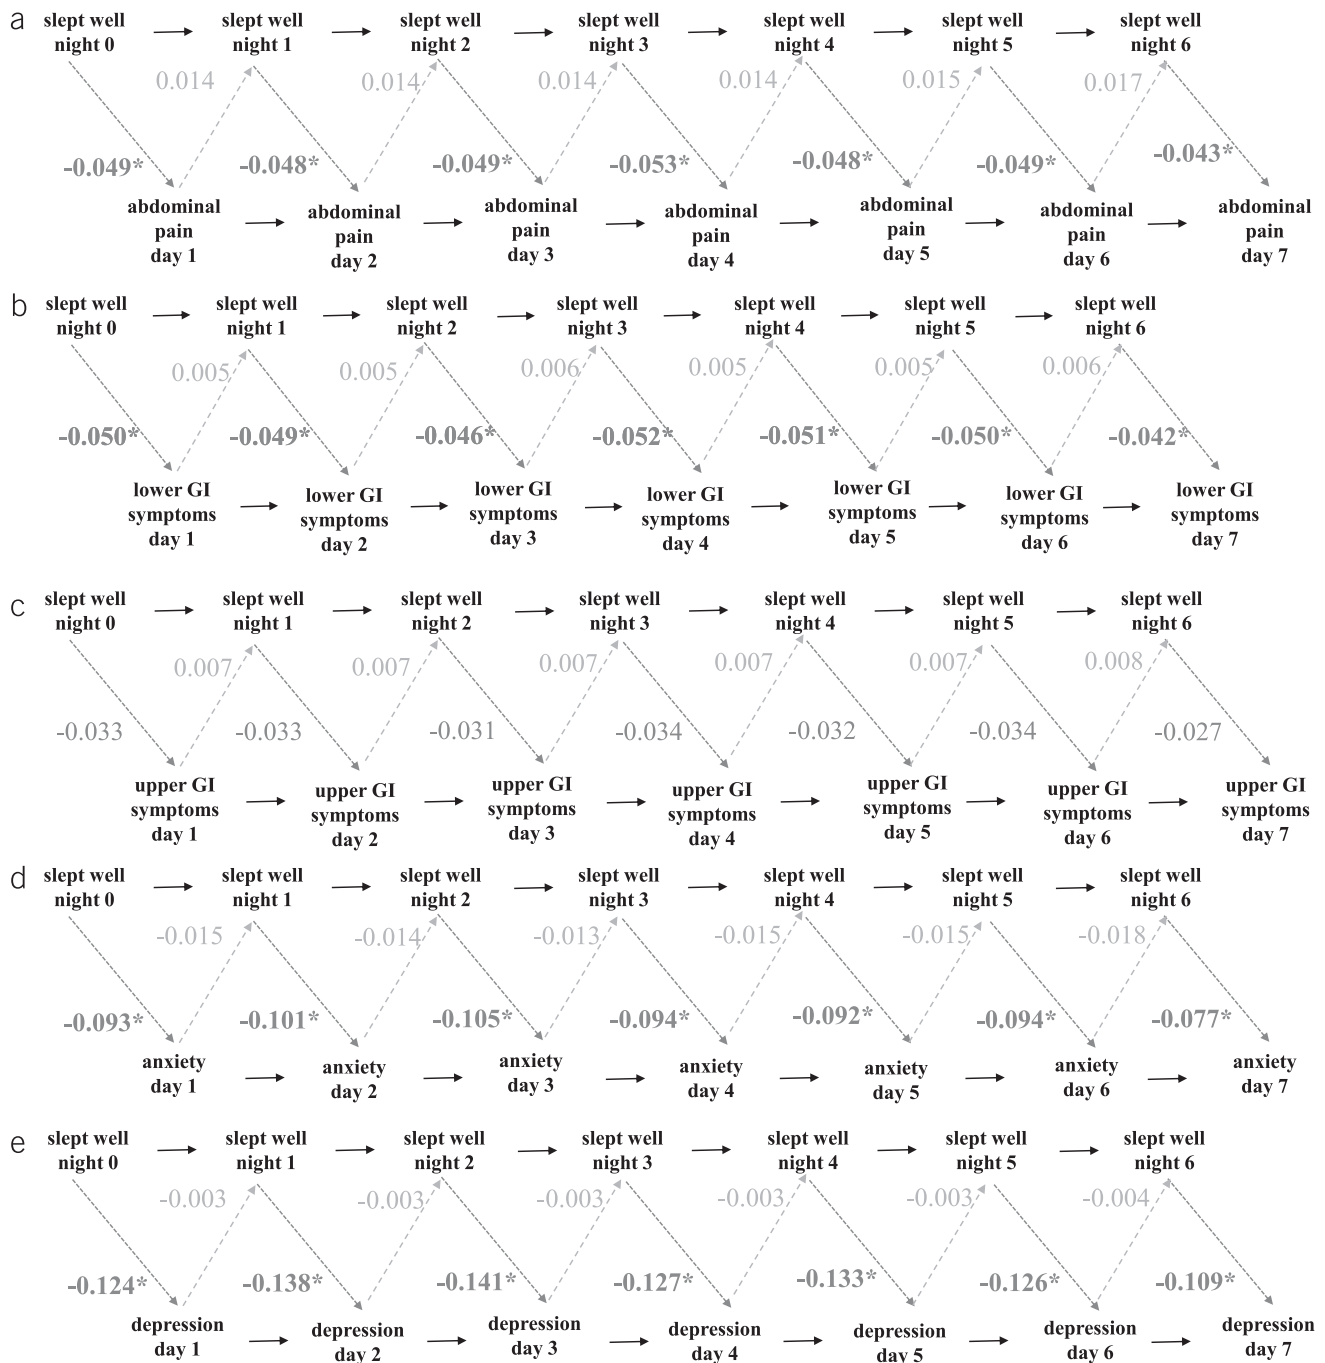 a
slept well
night 0
slept well
night 1
slept well
night 2
slept well
night 3
slept well
night 4
slept well
night 5
slept well
night 6
0.014
0.014
0.014
0.014
0.015
0.017
-0.049*
-0.048*
-0.049*
-0.053*
-0.048*
-0.049*
-0.043*
abdominal
pain
day 1
abdominal
pain
day 2
abdominal
pain
day 3
abdominal
pain
day 4
abdominal
pain
day 5
abdominal
pain
day 6
abdominal
pain
day 7
b
slept well
night 0
slept well
night 1
slept well
night 2
slept well
night 3
slept well
night 4
slept well
night 5
slept well
night 6
0.005
0.005
0.006
0.005
0.005
0.006
-0.050*
-0.049*
-0.046*
-0.052*
-0.051*
-0.050*
-0.042*
lower GI
symptoms
day 1
lower GI
symptoms
day 2
lower GI
symptoms
day 3
lower GI
symptoms
day 4
lower GI
symptoms
day 5
lower GI
symptoms
day 6
lower GI
symptoms
day 7
c
slept well
night 0
slept well
night 1
slept well
night 2
slept well
night 3
slept well
night 4
slept well
night 5
slept well
night 6
0.007
0.007
0.007
0.007
0.007
0.008
-0.033
-0.033
-0.031
-0.034
-0.032
-0.034
-0.027
upper GI
symptoms
day 1
upper GI
symptoms
day 2
upper GI
symptoms
day 3
upper GI
symptoms
day 4
upper GI
symptoms
day 5
upper GI
symptoms
day 6
upper GI
symptoms
day 7
d
slept well
night 0
slept well
night 1
slept well
night 2
slept well
night 3
slept well
night 4
slept well
night 5
slept well
night 6
-0.015
-0.014
-0.013
-0.015
-0.015
-0.018
-0.093*
-0.101*
-0.105*
-0.094*
-0.092*
-0.094*
-0.077*
anxiety
day 1
anxiety
day 2
anxiety
day 3
anxiety
day 4
anxiety
day 5
anxiety
day 6
anxiety
day 7
e
slept well
night 0
slept well
night 1
slept well
night 2
slept well
night 3
slept well
night 4
slept well
night 5
slept well
night 6
-0.003
-0.003
-0.003
-0.003
-0.003
-0.004
-0.124*
-0.138*
-0.141*
-0.127*
-0.133*
-0.126*
-0.109*
depression
day 1
depression
day 2
depression
day 3
depression
day 4
depression
day 5
depression
day 6
depression
day 7